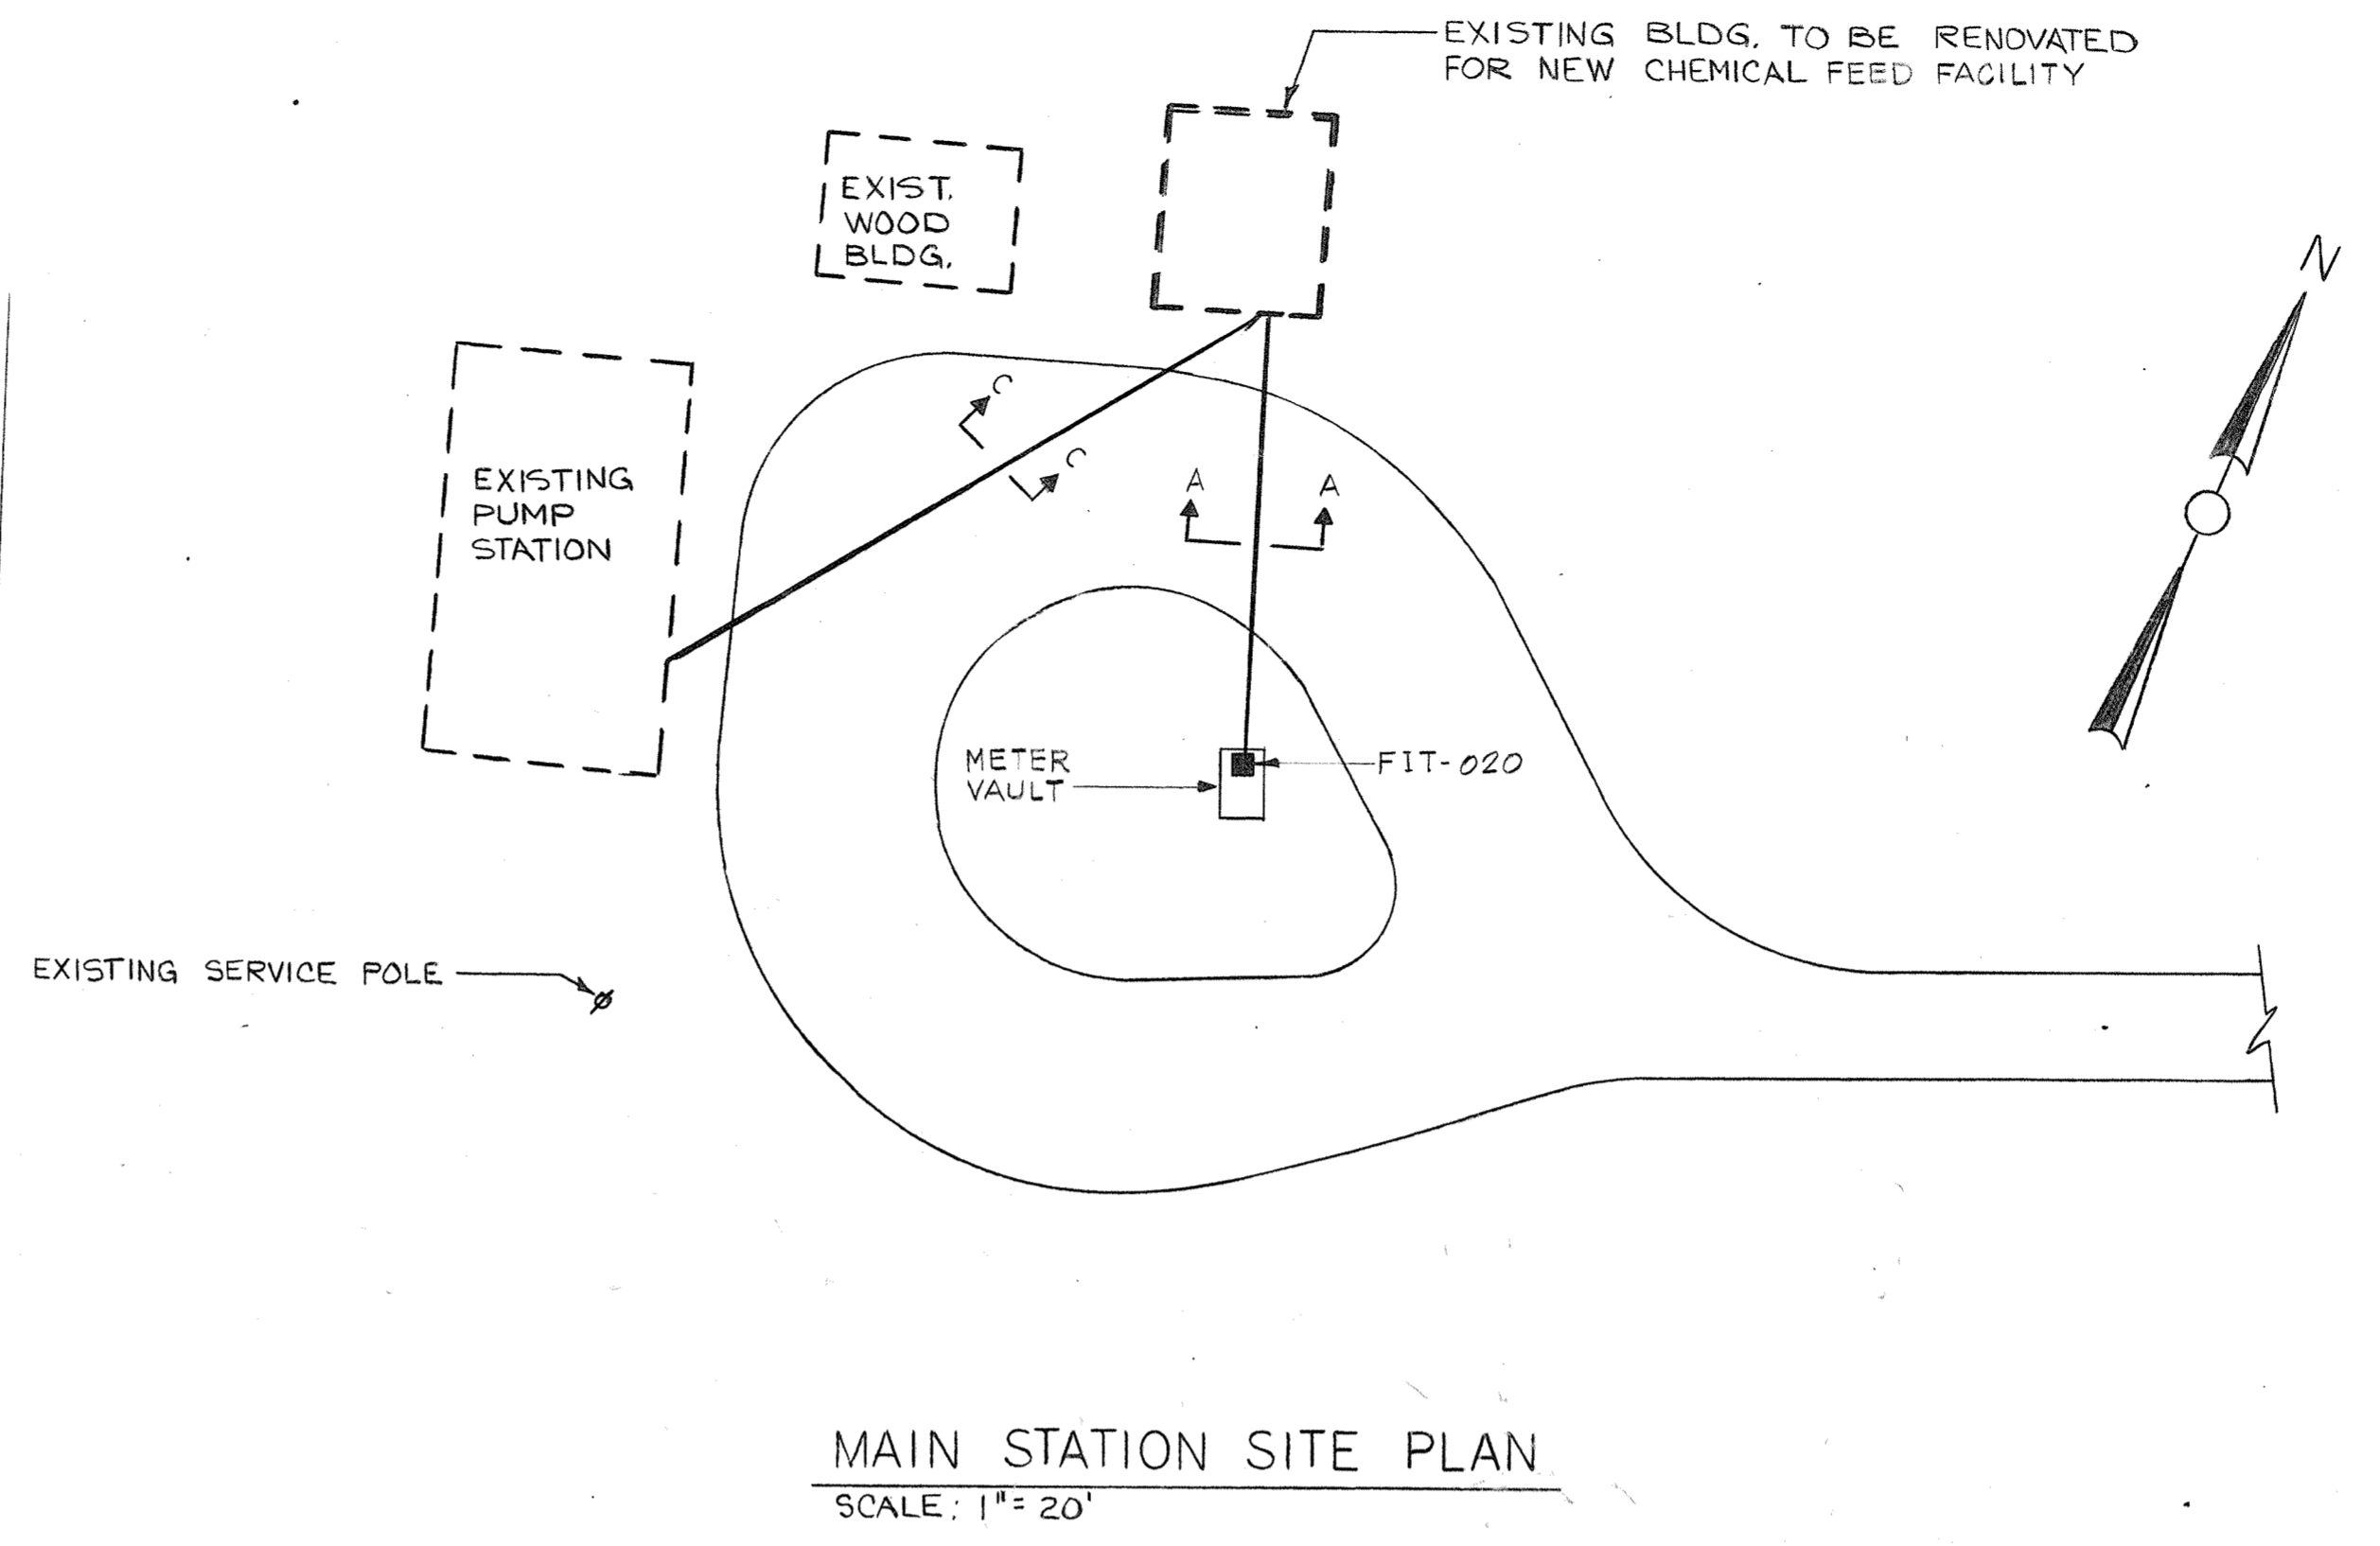 EXISTING BLDG. TO BE RENOVATED
FOR NEW CHEMICAL FEED FACILITY
EXIST.
WOOD
BLDG.
N
C
C
A
A
EXISTING
PUMP
STATION
METER
VAULT
FIT-020
EXISTING SERVICE POLE
MAIN STATION SITE PLAN
SCALE: 1"=20'